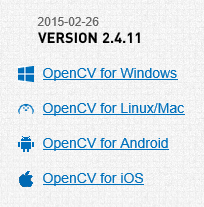 2015-02-26
VERSION 2.4.11
OpenCV for Windows
OpenCV for Linux/Mac
OpenCV for Android
OpenCV for iOS